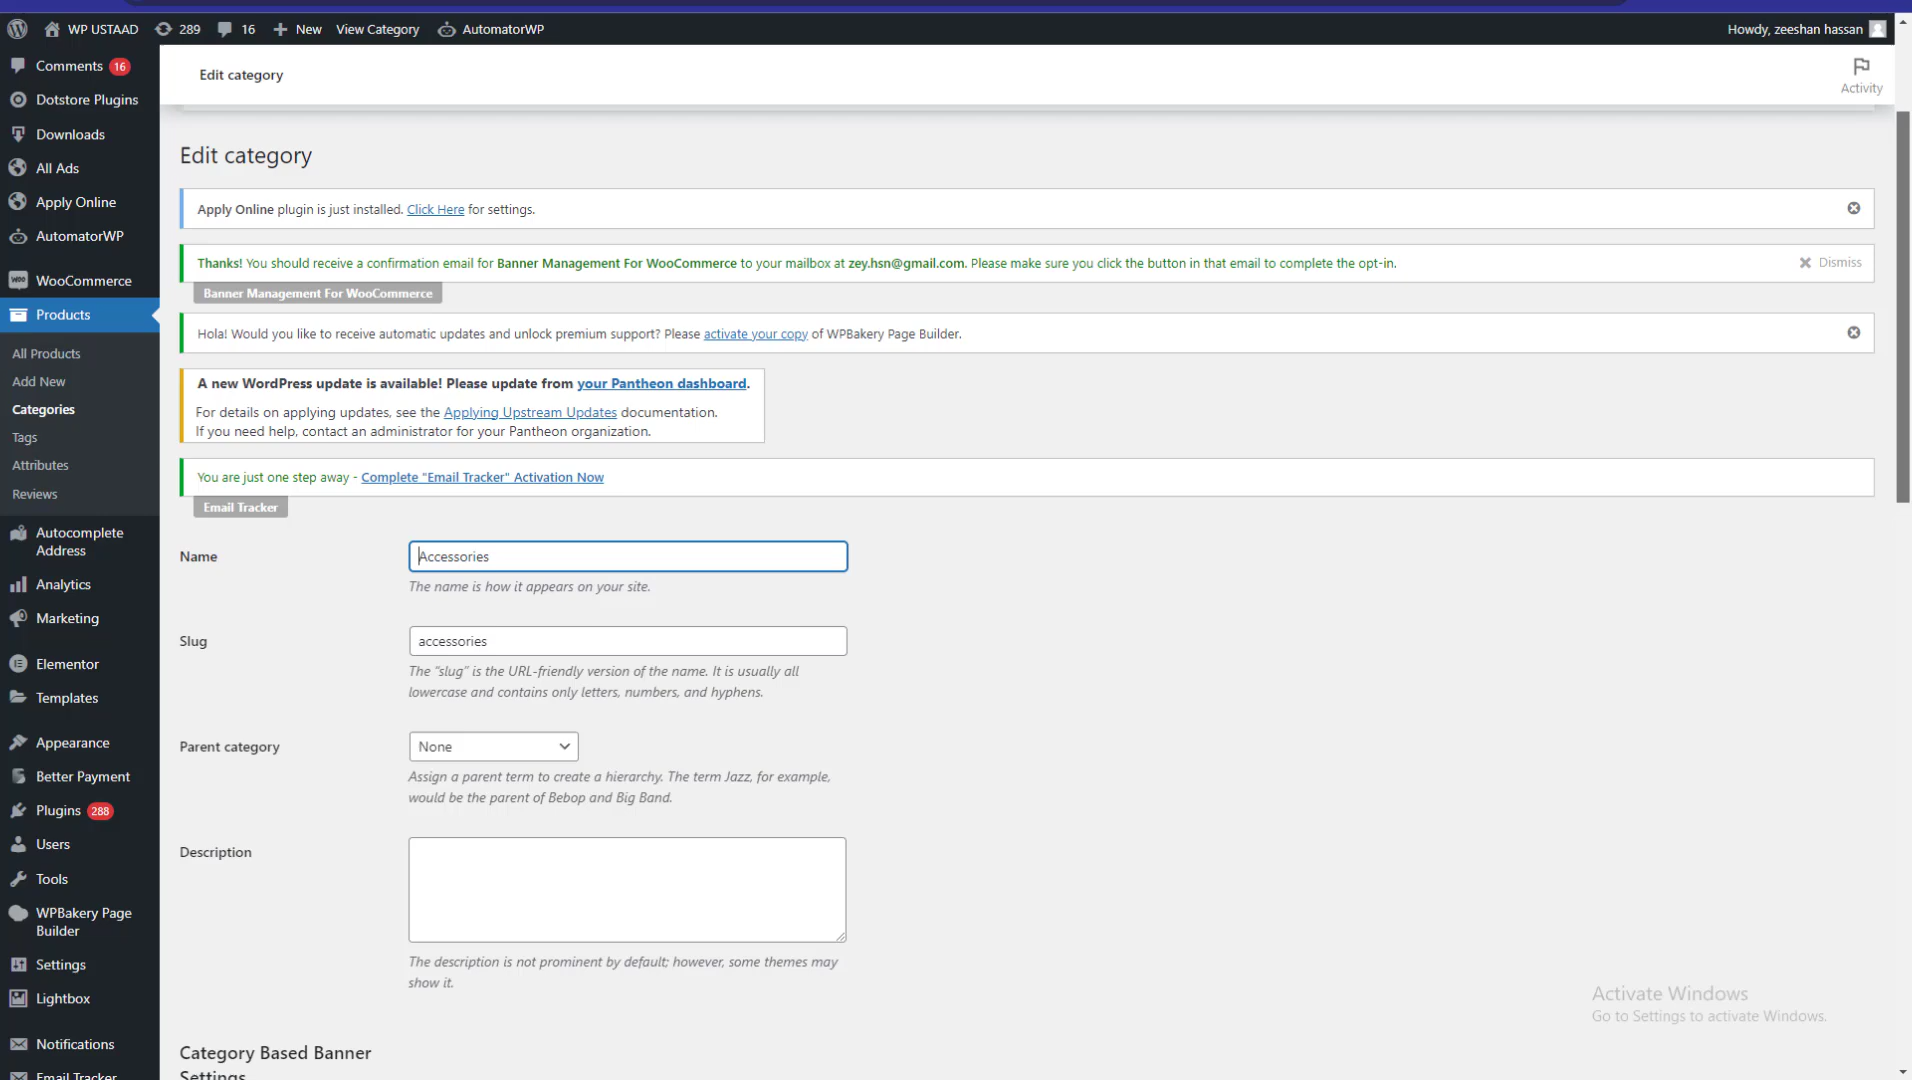 WP USTAAD
289
16
New
View Category
AutomatorWP
Howdy, zeeshan hassan
Comments 16
Dotstore Plugins
Downloads
All Ads
Apply Online
AutomatorWP
WooCommerce
Products
All Products
Add New
Categories
Tags
Attributes
Reviews
Autocomplete
Address
Analytics
Marketing
Elementor
Templates
Appearance
Better Payment
Plugins 288
Users
Tools
WPBakery Page
Builder
Settings
Lightbox
Notifications
Email Tracker
Edit category
Activity
Edit category
Apply Online plugin is just installed. Click Here for settings.
Thanks! You should receive a confirmation email for Banner Management For WooCommerce to your mailbox at zey.hsn@gmail.com. Please make sure you click the button in that email to complete the opt-in.
Dismiss
Banner Management For WooCommerce
Hola! Would you like to receive automatic updates and unlock premium support? Please activate your copy of WPBakery Page Builder.
A new WordPress update is available! Please update from your Pantheon dashboard.
For details on applying updates, see the Applying Upstream Updates documentation.
If you need help, contact an administrator for your Pantheon organization.
You are just one step away - Complete "Email Tracker" Activation Now
Email Tracker
Name
Accessories
The name is how it appears on your site.
Slug
accessories
The “slug” is the URL-friendly version of the name. It is usually all
lowercase and contains only letters, numbers, and hyphens.
Parent category
None
Assign a parent term to create a hierarchy. The term Jazz, for example,
would be the parent of Bebop and Big Band.
Description
The description is not prominent by default; however, some themes may
show it.
Category Based Banner
Settings
Activate Windows
Go to Settings to activate Windows.